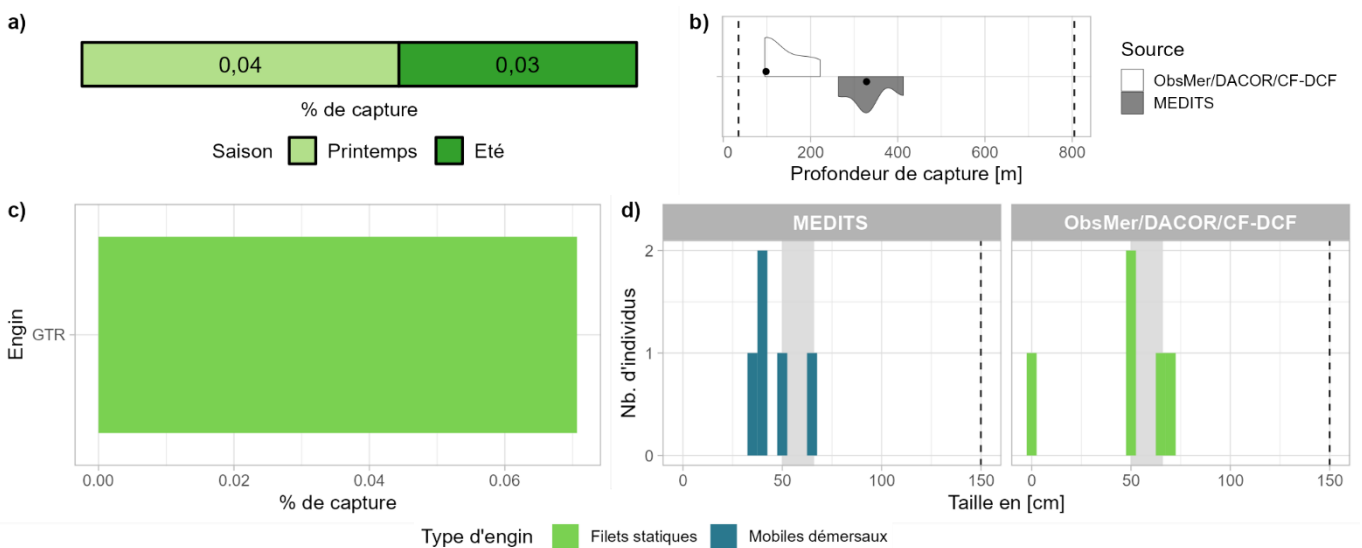 a)
0,04 0,03
% de capture
Saison Printemps Eté
b)
0 200 400 600 800
Profondeur de capture [m]
Source
ObsMer/DACOR/CF-DCF
MEDITS
c)
Engin
GTR
0.00 0.02 0.04 0.06
% de capture
d)
MEDITS ObsMer/DACOR/CF-DCF
Nb. d'individus
2
1
0
0 50 100 150 0 50 100 150
Taille en [cm]
Type d'engin Filets statiques Mobiles démersaux